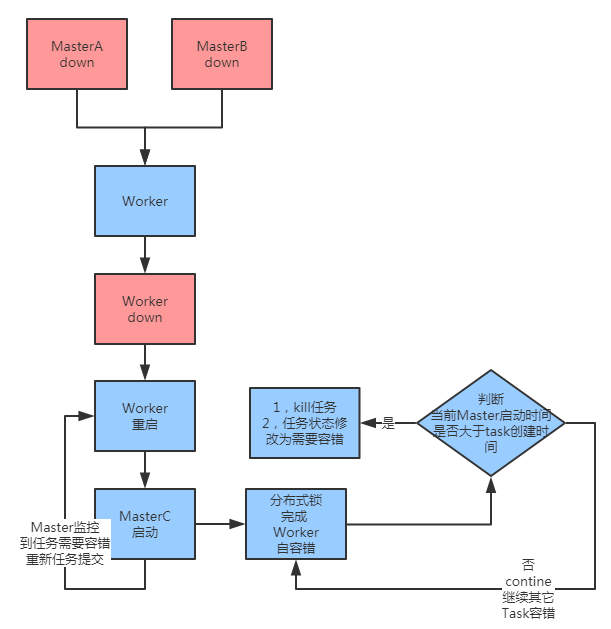 MasterA
down
MasterB
down
Worker
Worker
down
Worker
重启
MasterC
启动
Master监控
到任务需要容错
重新任务提交
分布式锁
完成
Worker
自容错
1，kill任务
2，任务状态修
改为需要容错
是
判断
当前Master启动时间
是否大于task创建时
间
否
contine
继续其它
Task容错